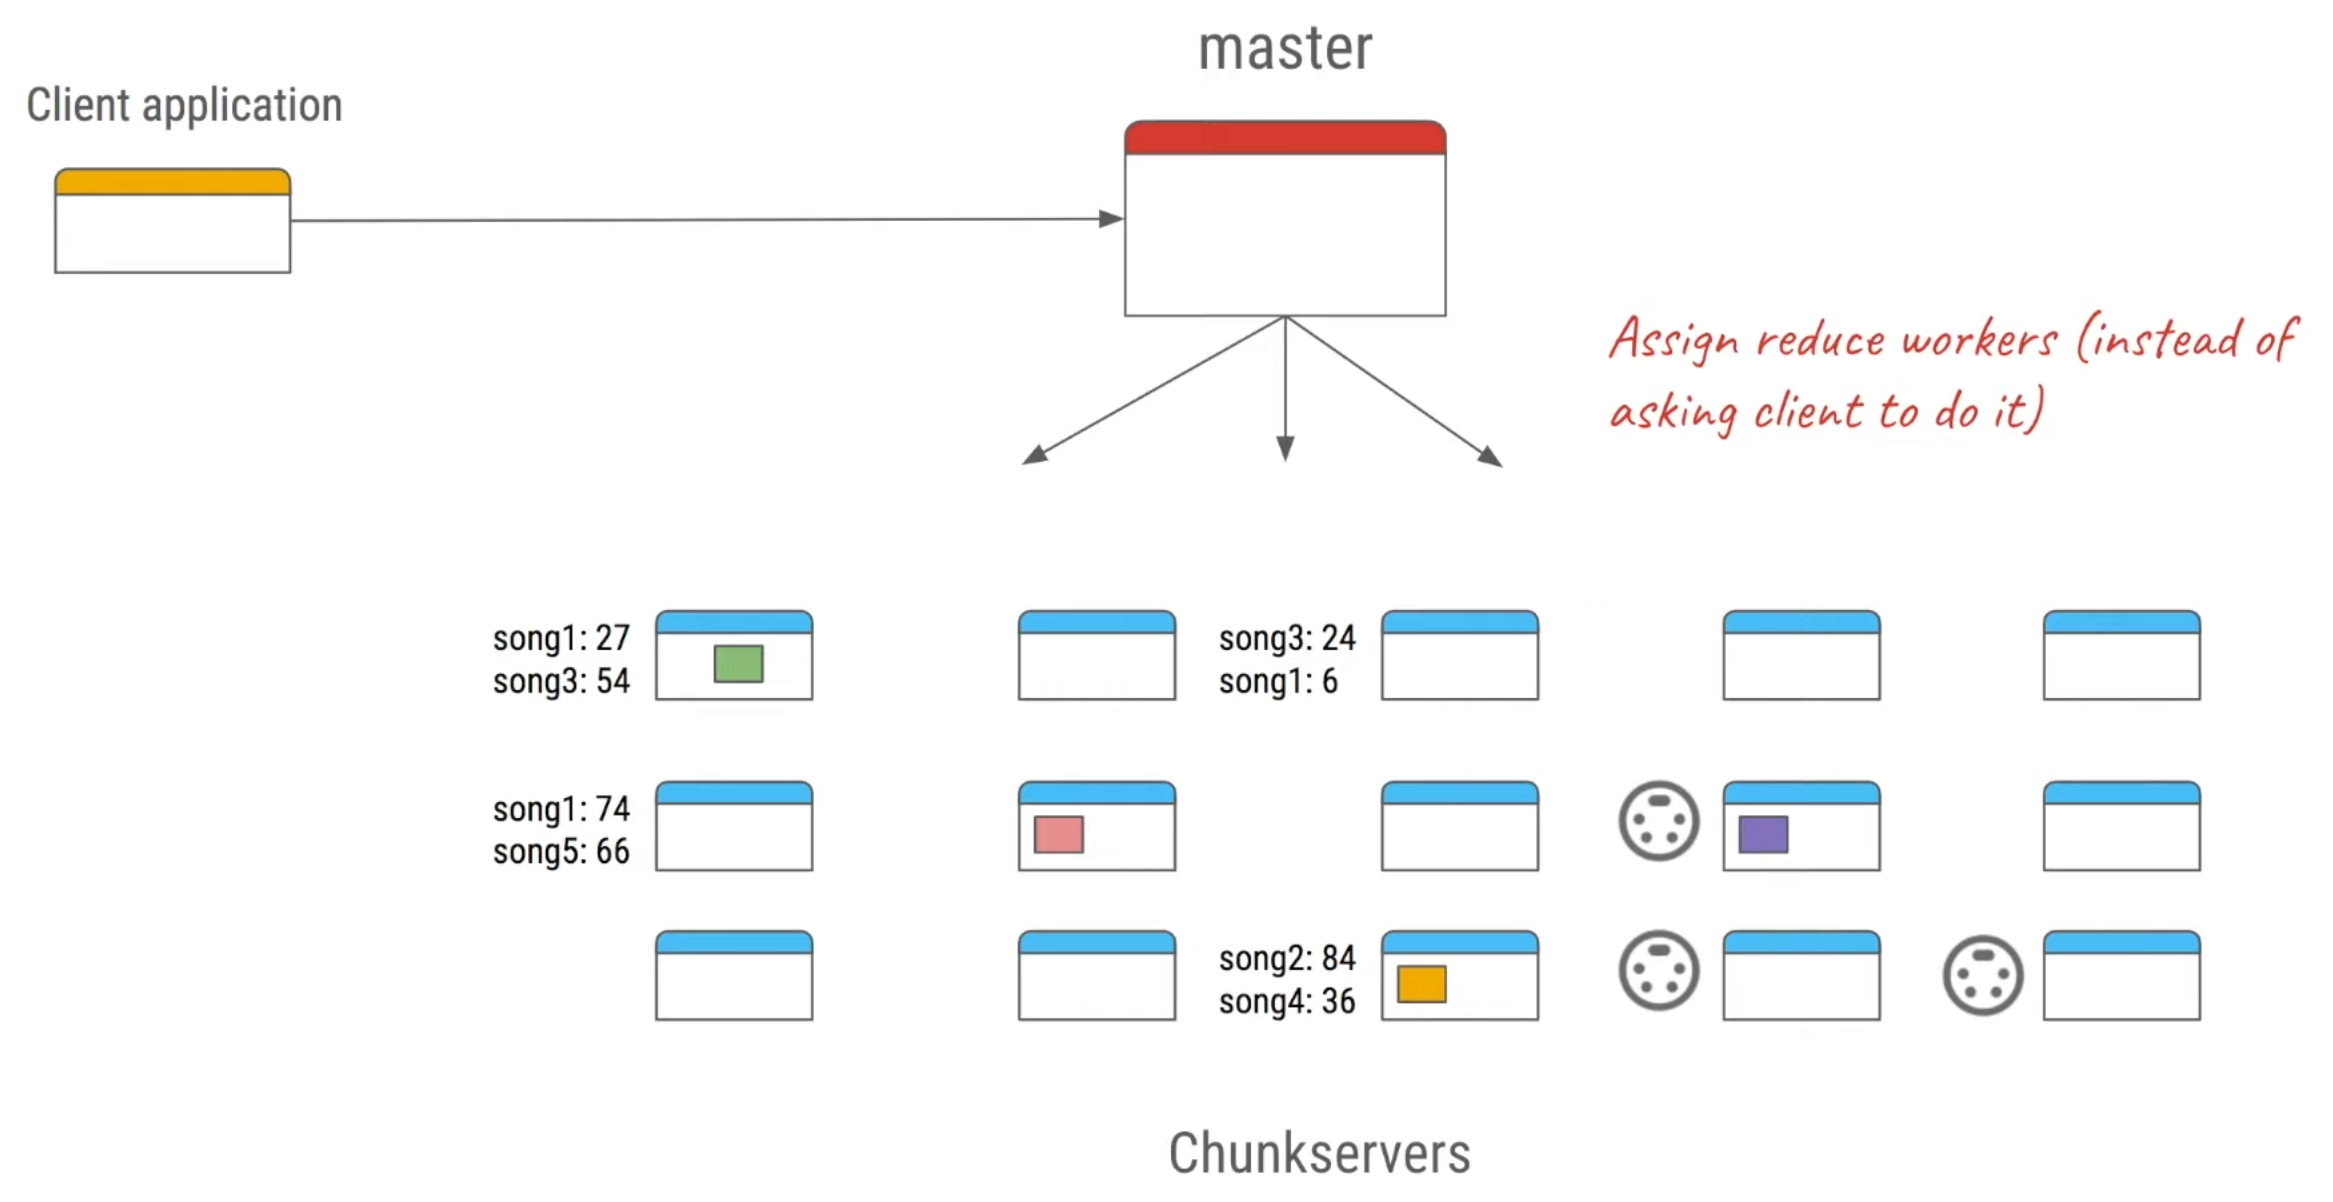 master
Client application
Assign reduce workers (instead of
asking client to do it)
song1: 27
song3: 54
song3: 24
song1: 6
song1: 74
song5: 66
song2: 84
song4: 36
Chunkservers